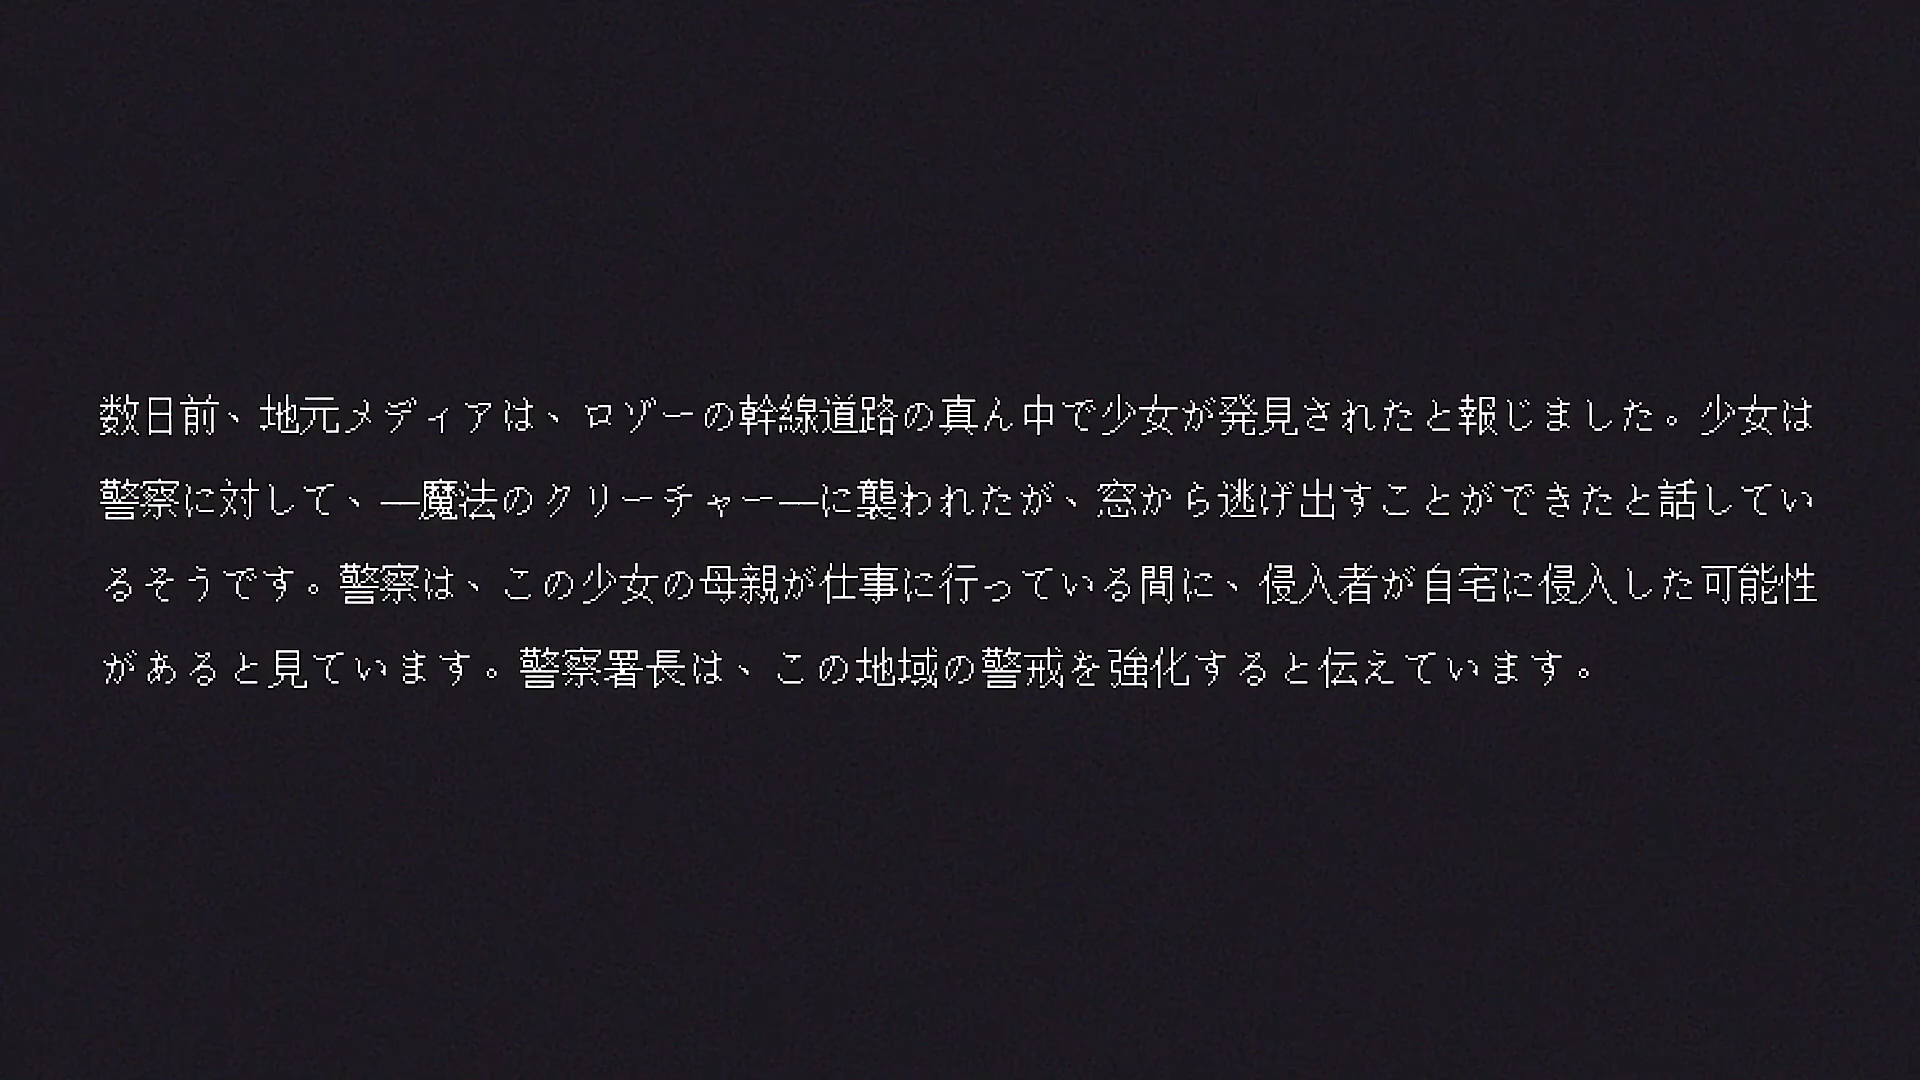 数日前、地元メディアは、ロゾーの幹線道路の真ん中で少女が発見されたと報じました。少女は
警察に対して、―魔法のクリーチャー―に襲われたが、窓から逃げ出すことができたと話してい
るそうです。警察は、この少女の母親が仕事に行っている間に、侵入者が自宅に侵入した可能性
があると見ています。警察署長は、この地域の警戒を強化すると伝えています。